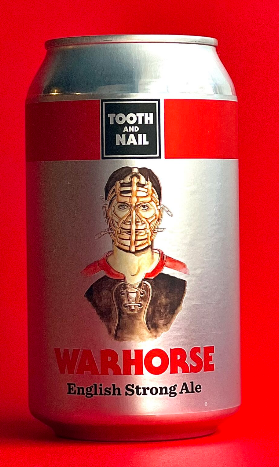 TOOTH
AND
NAIL
WARHORSE
English Strong Ale